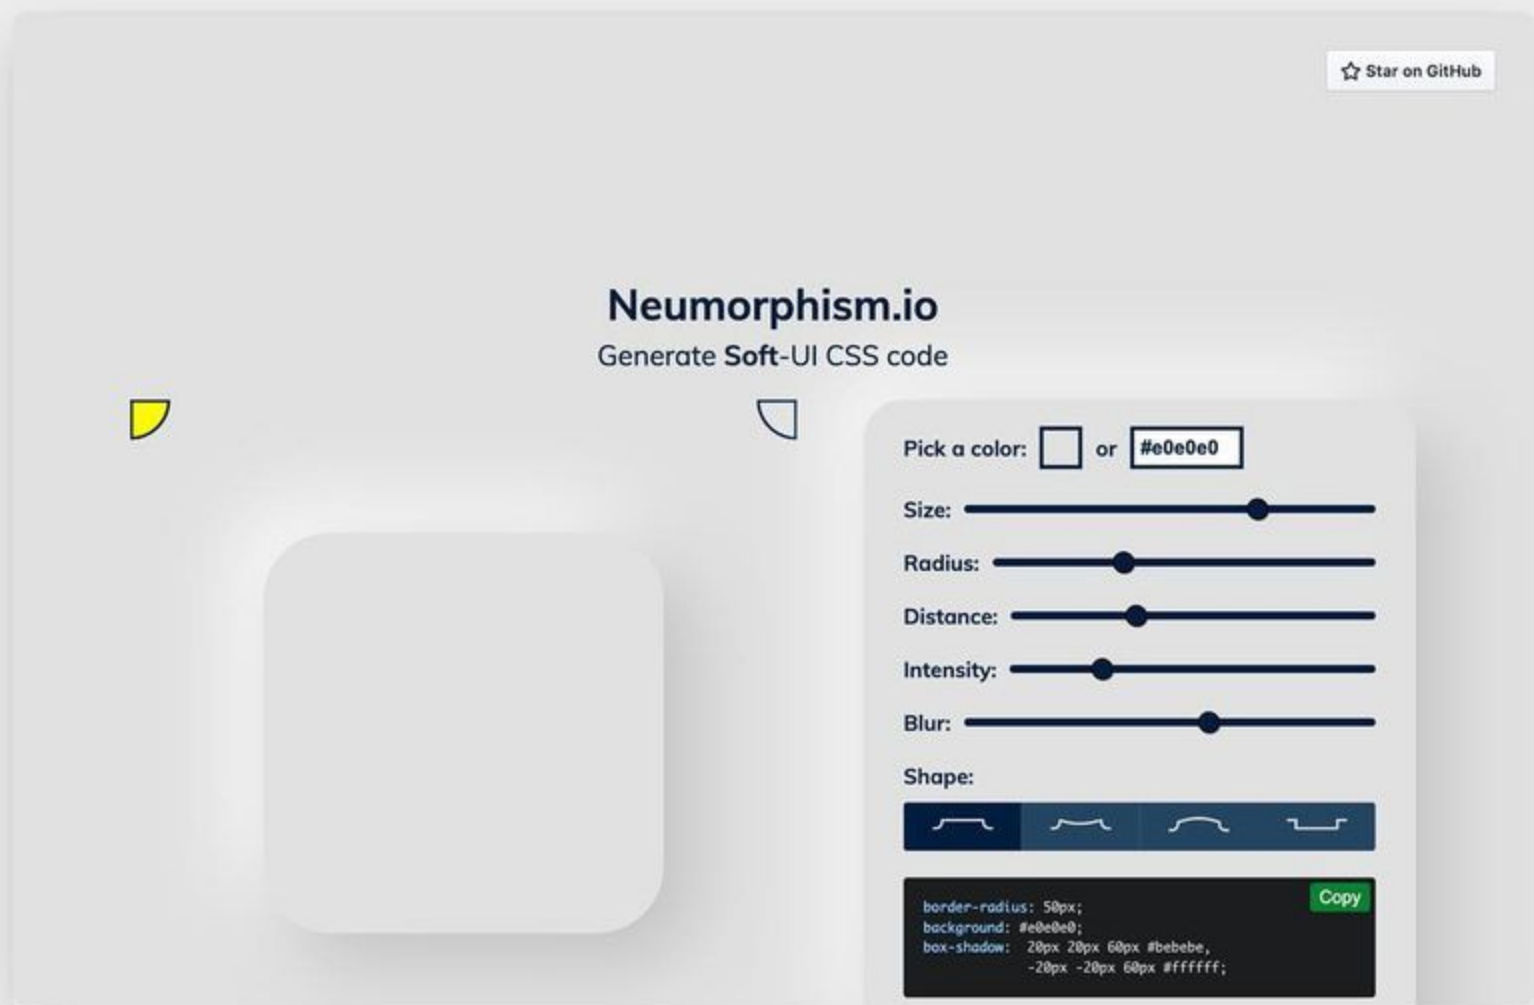 Star on GitHub
Neumorphism.io
Generate Soft-UI CSS code
Pick a color: or #e0e0e0
Size:
Radius:
Distance:
Intensity:
Blur:
Shape:
Copy
border-radius: 50px;
background: #e0e0e0;
box-shadow: 20px 20px 60px #bebebe,
-20px -20px 60px #ffffff;